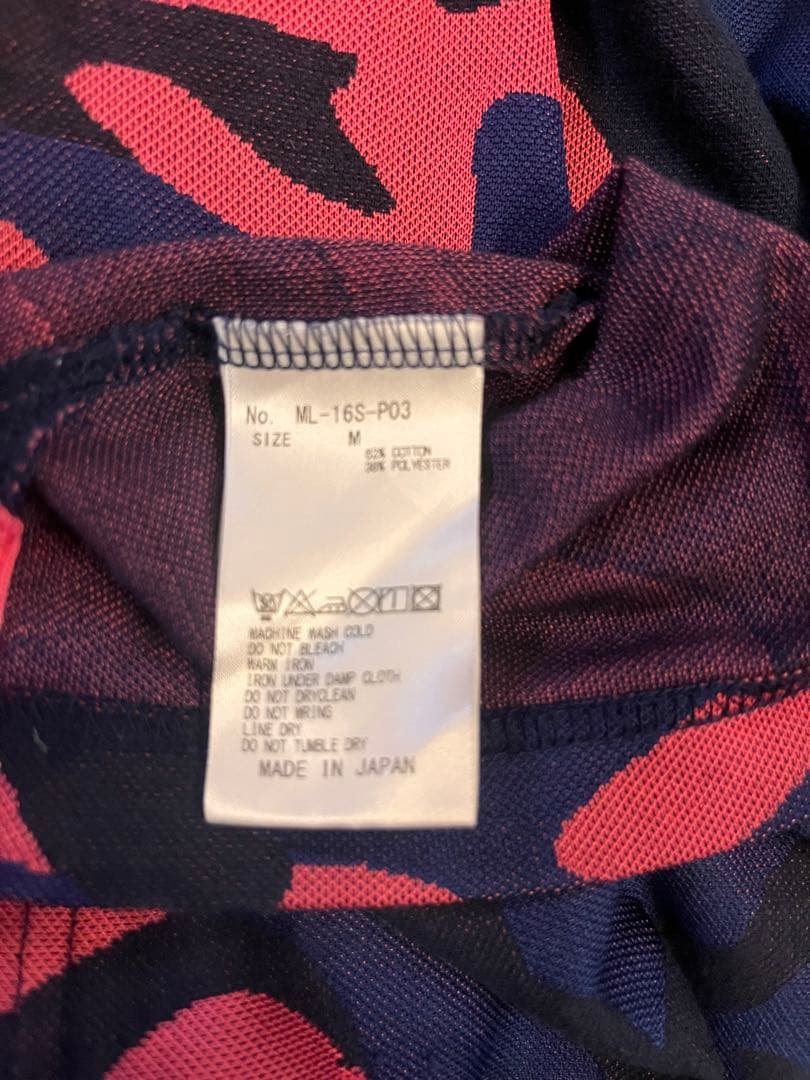 No. ML-16S-P03
SIZE M
62% COTTON
38% POLYESTER
MACHINE WASH COLD
DO NOT BLEACH
WARM IRON
IRON UNDER DAMP CLOTH
DO NOT DRYCLEAN
DO NOT WRING
LINE DRY
DO NOT TUMBLE DRY
MADE IN JAPAN